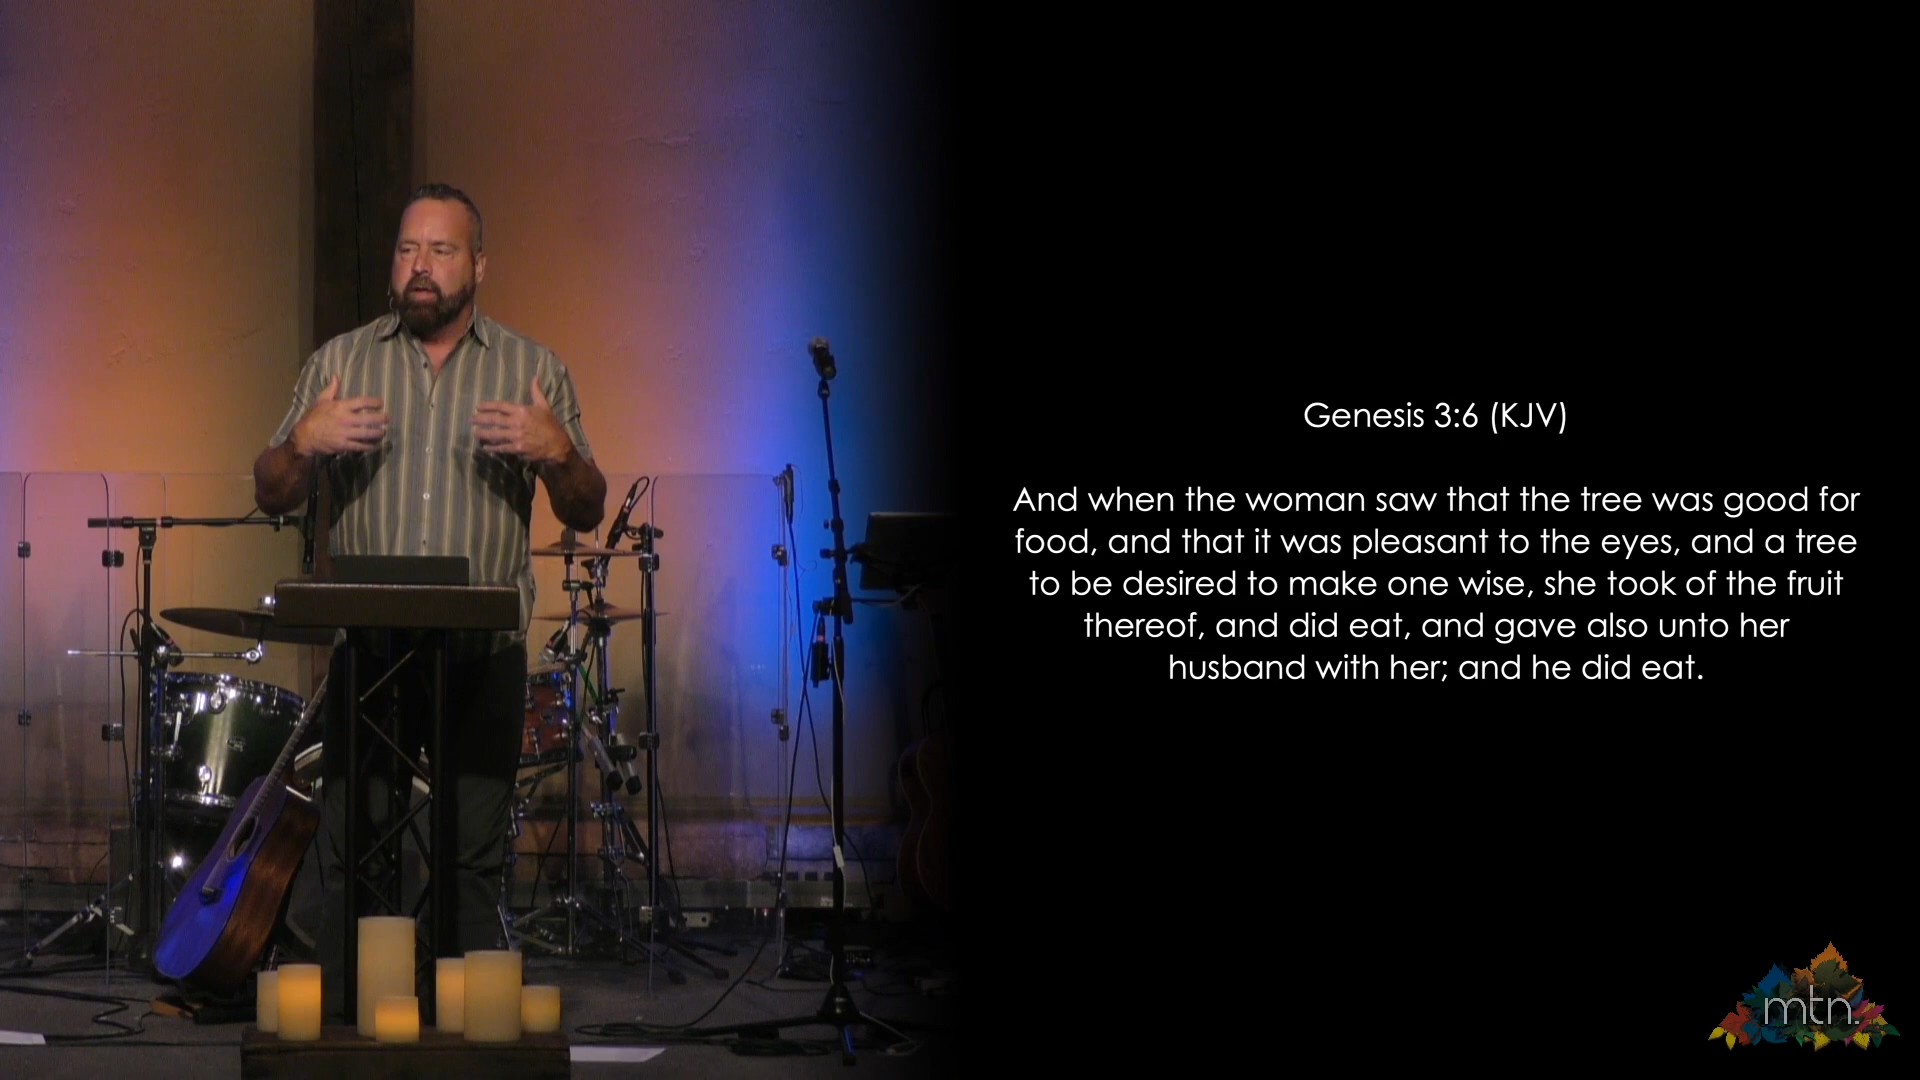 Genesis 3:6 (KJV)
And when the woman saw that the tree was good for
food, and that it was pleasant to the eyes, and a tree
to be desired to make one wise, she took of the fruit
thereof, and did eat, and gave also unto her
husband with her; and he did eat.
mtn.